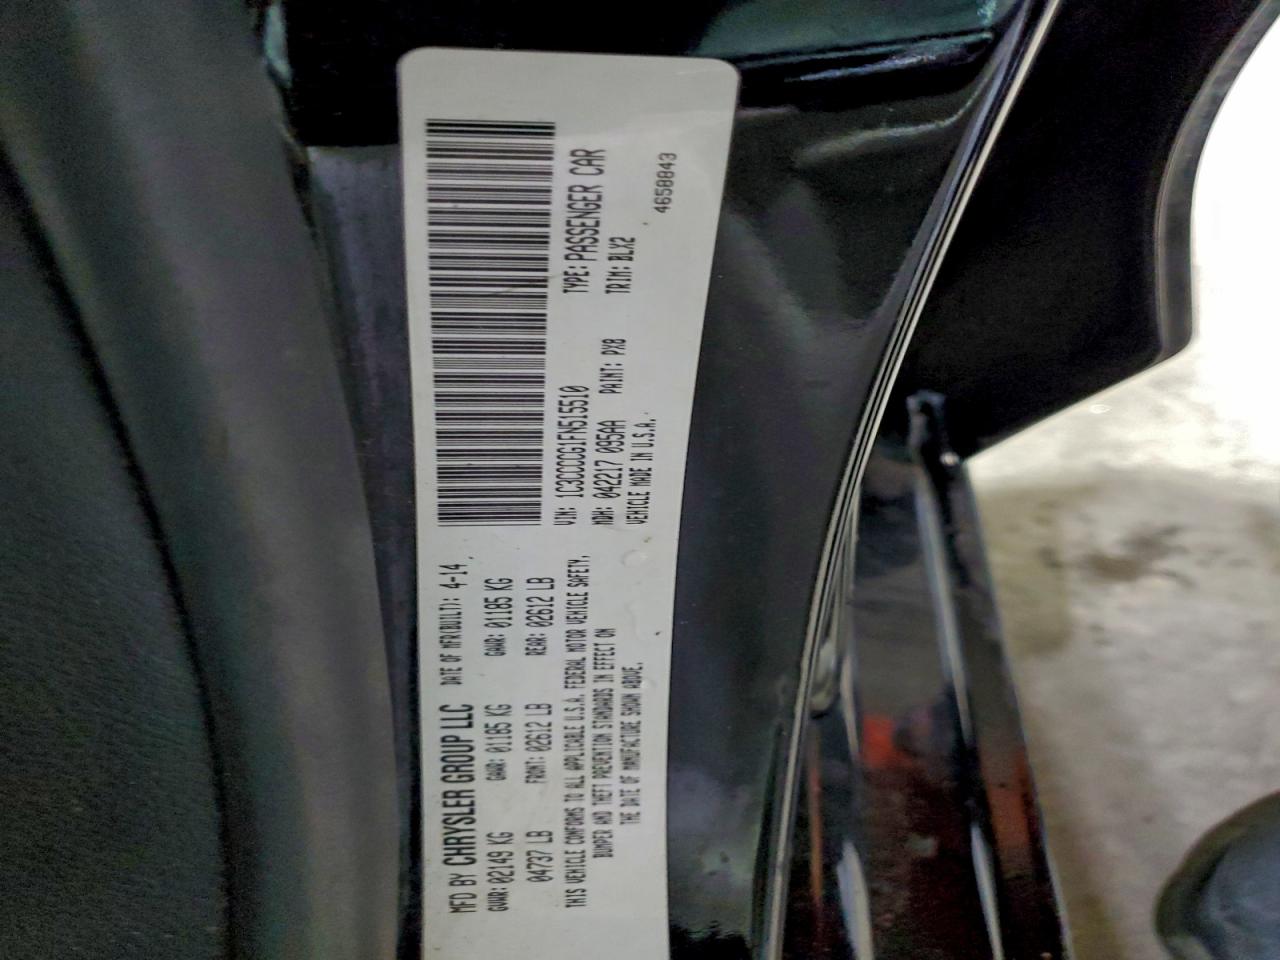 MFD BY CHRYSLER GROUP LLC DATE OF MFR(BUILT): 4-14
GVWR: 02149 KG GAWR: 01185 KG GAWR: 01185 KG
04737 LB FRONT: 02612 LB REAR: 02612 LB
THIS VEHICLE CONFORMS TO ALL APPLICABLE U.S.A. FEDERAL MOTOR VEHICLE SAFETY,
BUMPER AND THEFT PREVENTION STANDARDS IN EFFECT ON
THE DATE OF MANUFACTURE SHOWN ABOVE.
VIN: 1C3CCCCG1FN515510 TYPE: PASSENGER CAR
MDH: 042217 095AA PAINT: PX8 TRIM: BLX2
VEHICLE MADE IN U.S.A.
4658843